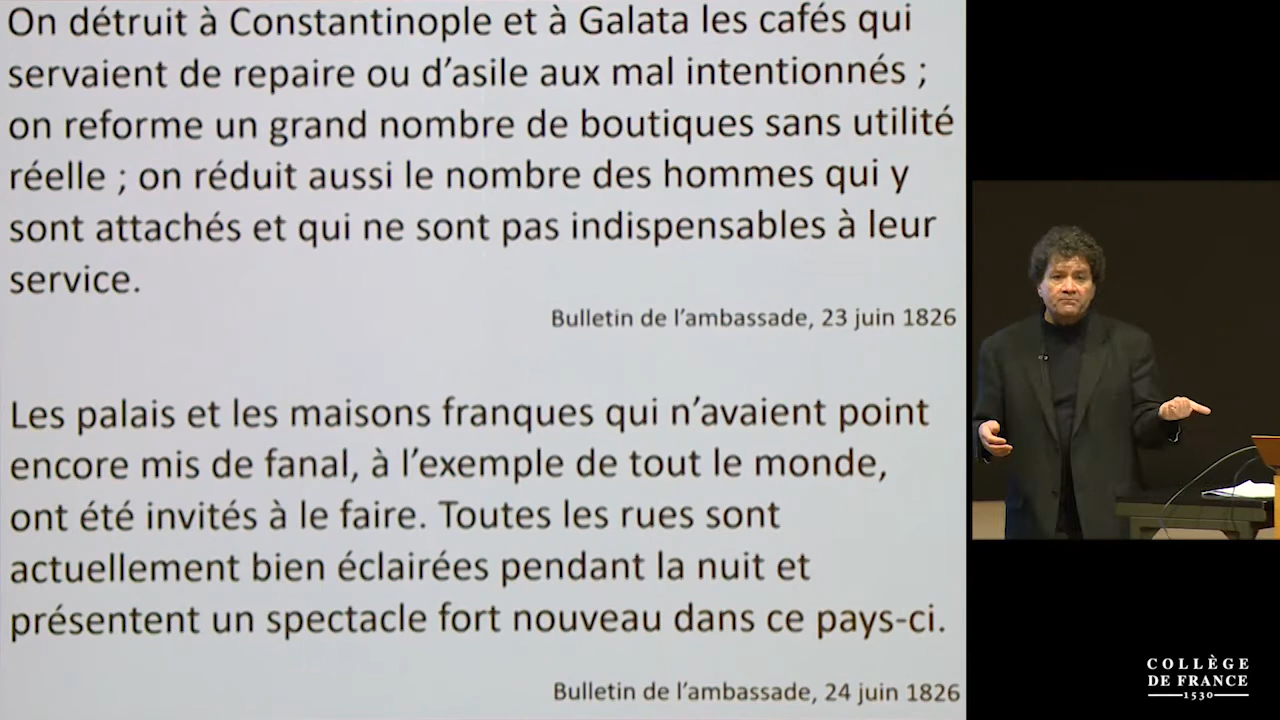 On détruit à Constantinople et à Galata les cafés qui
servaient de repaire ou d’asile aux mal intentionnés ;
on reforme un grand nombre de boutiques sans utilité
réelle ; on réduit aussi le nombre des hommes qui y
sont attachés et qui ne sont pas indispensables à leur
service.
Bulletin de l’ambassade, 23 juin 1826
Les palais et les maisons franques qui n’avaient point
encore mis de fanal, à l’exemple de tout le monde,
ont été invités à le faire. Toutes les rues sont
actuellement bien éclairées pendant la nuit et
présentent un spectacle fort nouveau dans ce pays-ci.
Bulletin de l’ambassade, 24 juin 1826
COLLÈGE
DE FRANCE
1530